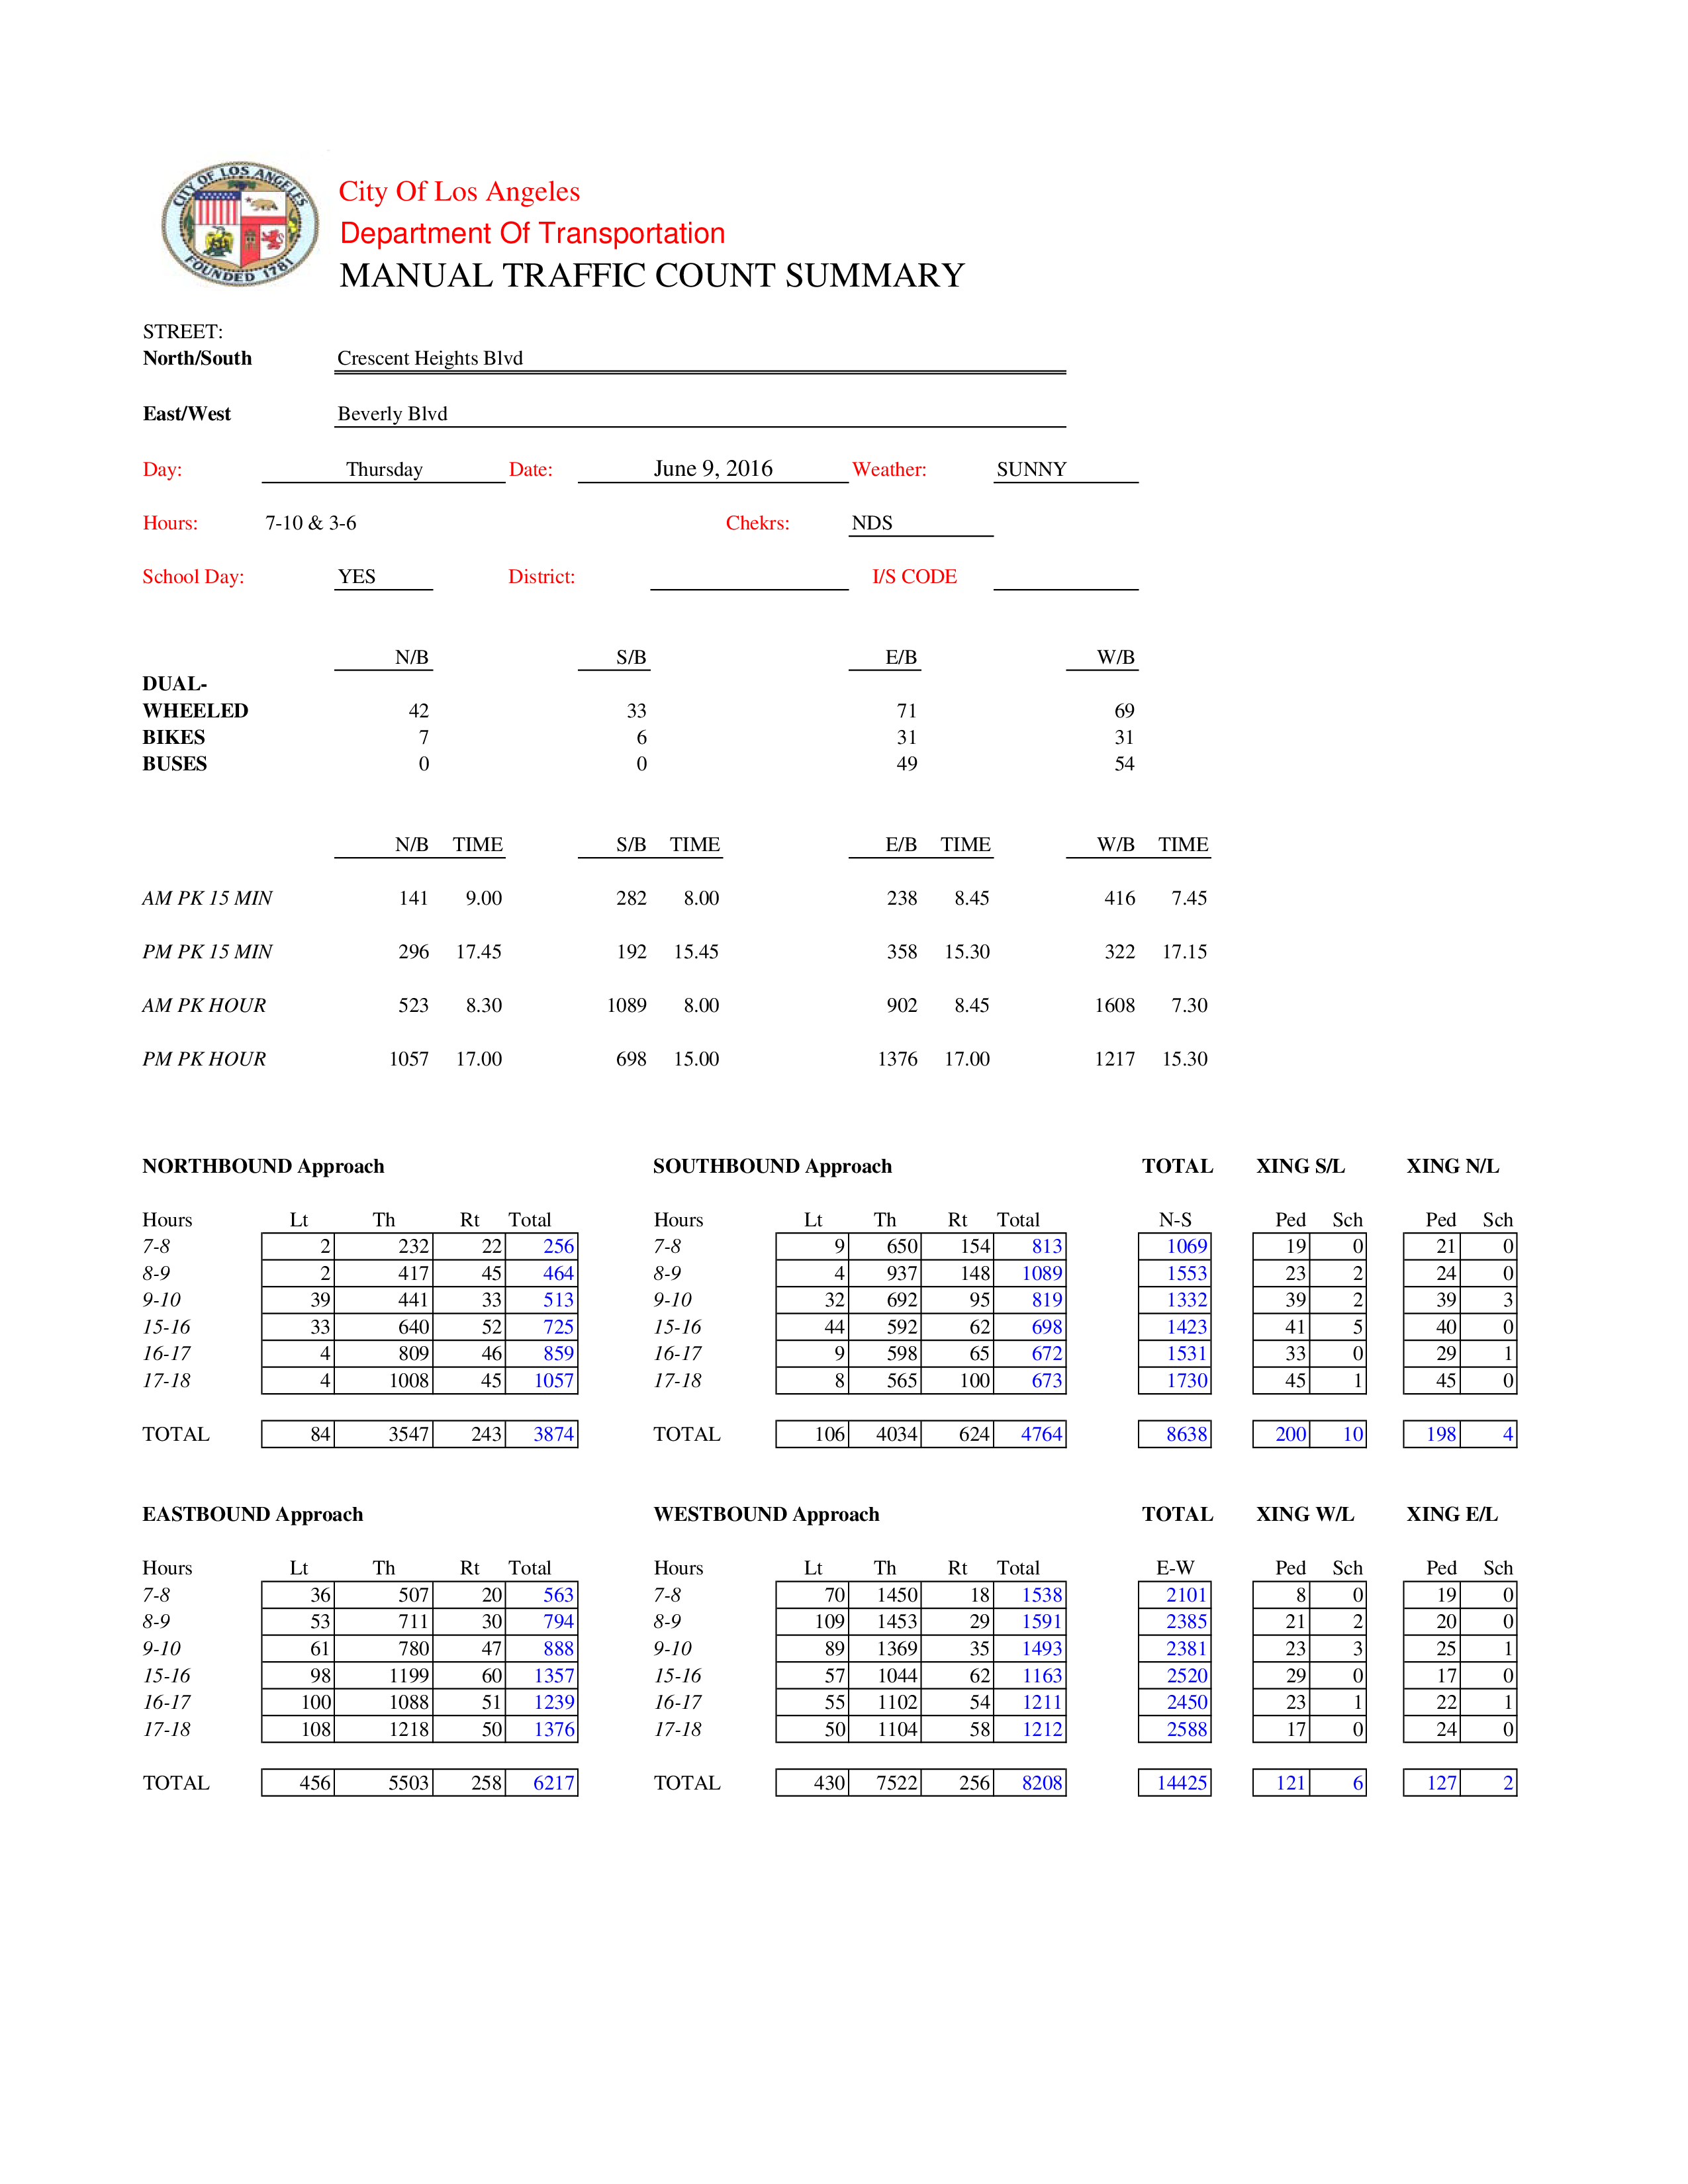 CITY OF LOS ANGELES
FOUNDED 1781
City Of Los Angeles
Department Of Transportation
MANUAL TRAFFIC COUNT SUMMARY
STREET:
North/South Crescent Heights Blvd
East/West Beverly Blvd
Day: Thursday Date: June 9, 2016 Weather: SUNNY
Hours: 7-10 & 3-6 Chekrs: NDS
School Day: YES District: I/S CODE
N/B S/B E/B W/B
DUAL-
WHEELED 42 33 71 69
BIKES 7 6 31 31
BUSES 0 0 49 54
N/B TIME S/B TIME E/B TIME W/B TIME
AM PK 15 MIN 141 9.00 282 8.00 238 8.45 416 7.45
PM PK 15 MIN 296 17.45 192 15.45 358 15.30 322 17.15
AM PK HOUR 523 8.30 1089 8.00 902 8.45 1608 7.30
PM PK HOUR 1057 17.00 698 15.00 1376 17.00 1217 15.30
NORTHBOUND Approach SOUTHBOUND Approach TOTAL XING S/L XING N/L
Hours Lt Th Rt Total Hours Lt Th Rt Total N-S Ped Sch Ped Sch
7-8 2 232 22 256 7-8 9 650 154 813 1069 19 0 21 0
8-9 2 417 45 464 8-9 4 937 148 1089 1553 23 2 24 0
9-10 39 441 33 513 9-10 32 692 95 819 1332 39 2 39 3
15-16 33 640 52 725 15-16 44 592 62 698 1423 41 5 40 0
16-17 4 809 46 859 16-17 9 598 65 672 1531 33 0 29 1
17-18 4 1008 45 1057 17-18 8 565 100 673 1730 45 1 45 0
TOTAL 84 3547 243 3874 TOTAL 106 4034 624 4764 8638 200 10 198 4
EASTBOUND Approach WESTBOUND Approach TOTAL XING W/L XING E/L
Hours Lt Th Rt Total Hours Lt Th Rt Total E-W Ped Sch Ped Sch
7-8 36 507 20 563 7-8 70 1450 18 1538 2101 8 0 19 0
8-9 53 711 30 794 8-9 109 1453 29 1591 2385 21 2 20 0
9-10 61 780 47 888 9-10 89 1369 35 1493 2381 23 3 25 1
15-16 98 1199 60 1357 15-16 57 1044 62 1163 2520 29 0 17 0
16-17 100 1088 51 1239 16-17 55 1102 54 1211 2450 23 1 22 1
17-18 108 1218 50 1376 17-18 50 1104 58 1212 2588 17 0 24 0
TOTAL 456 5503 258 6217 TOTAL 430 7522 256 8208 14425 121 6 127 2